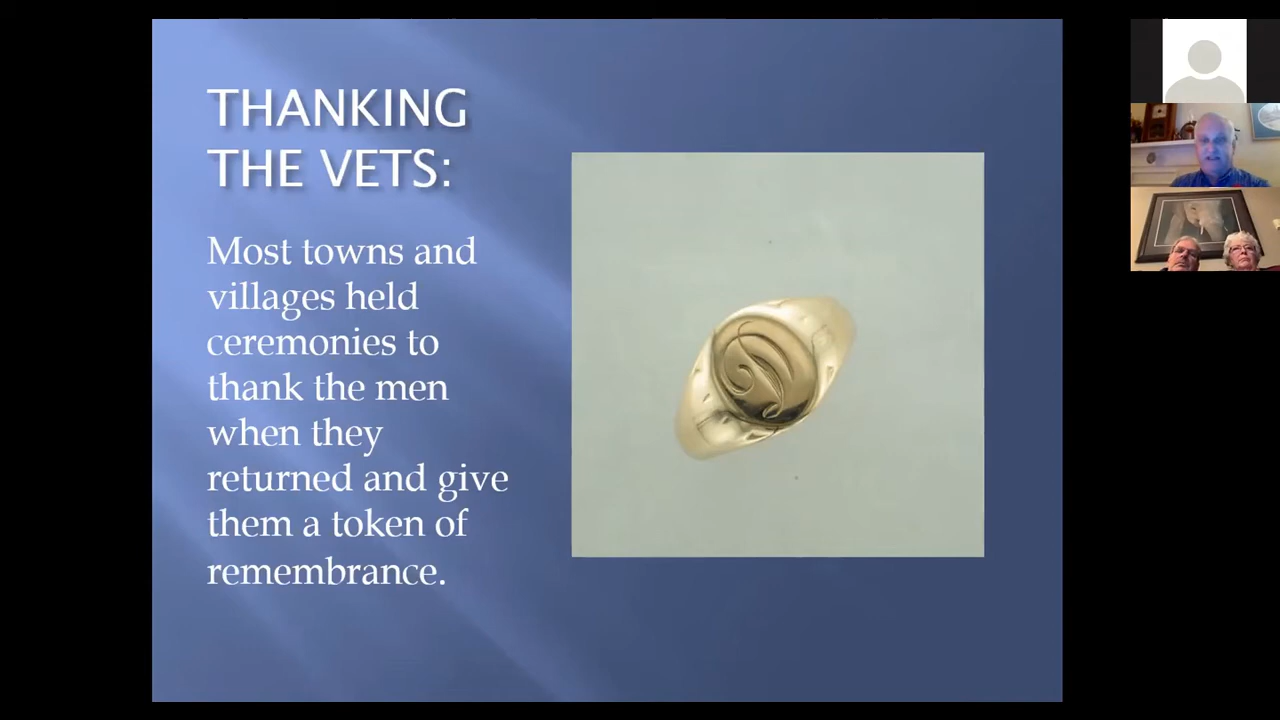 THANKING
THE VETS:
Most towns and
villages held
ceremonies to
thank the men
when they
returned and give
them a token of
remembrance.